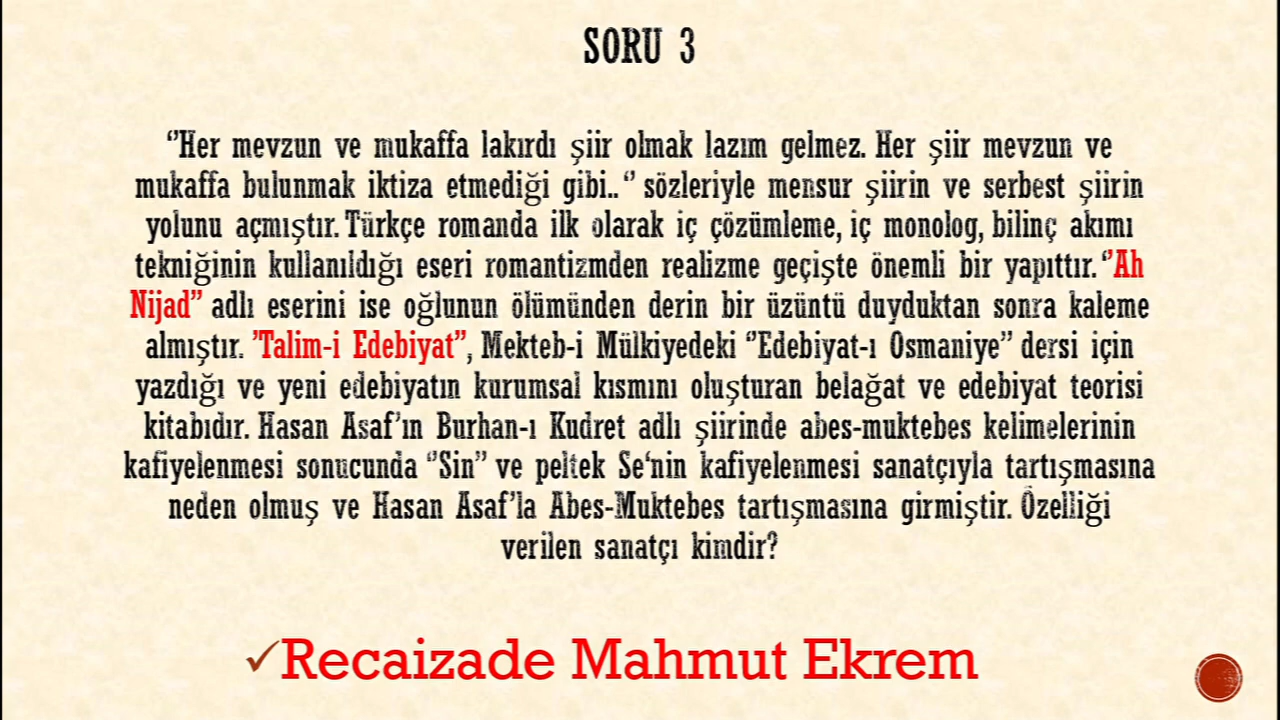 SORU 3
‘’Her mevzun ve mukaffa lakırdı şiir olmak lazım gelmez. Her şiir mevzun ve
mukaffa bulunmak iktiza etmediği gibi.. ‘’ sözleriyle mensur şiirin ve serbest şiirin
yolunu açmıştır. Türkçe romanda ilk olarak iç çözümleme, iç monolog, bilinç akımı
tekniğinin kullanıldığı eseri romantizmden realizme geçişte önemli bir yapıttır. ‘’Ah
Nijad’’ adlı eserini ise oğlunun ölümünden derin bir üzüntü duyduktan sonra kaleme
almıştır. ’Talim-i Edebiyat’’, Mekteb-i Mülkiyedeki ‘’Edebiyat-ı Osmaniye’’ dersi için
yazdığı ve yeni edebiyatın kurumsal kısmını oluşturan belağat ve edebiyat teorisi
kitabıdır. Hasan Asaf’ın Burhan-ı Kudret adlı şiirinde abes-muktebes kelimelerinin
kafiyelenmesi sonucunda ‘’Sin’’ ve peltek Se‘nin kafiyelenmesi sanatçıyla tartışmasına
neden olmuş ve Hasan Asaf’la Abes-Muktebes tartışmasına girmiştir. Özelliği
verilen sanatçı kimdir?
✓Recaizade Mahmut Ekrem